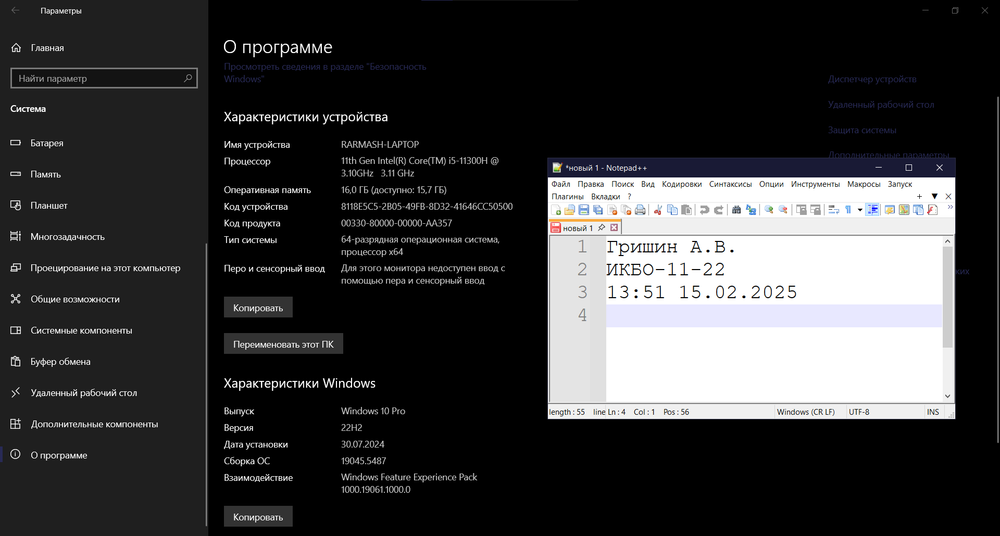 Параметры
Главная
Найти параметр
Система
Батарея
Память
Планшет
Многозадачность
Проецирование на этот компьютер
Общие возможности
Системные компоненты
Буфер обмена
Удаленный рабочий стол
Дополнительные компоненты
О программе
О программе
Просмотреть сведения в разделе "Безопасность
Windows"
Характеристики устройства
Имя устройства RARMASH-LAPTOP
Процессор 11th Gen Intel(R) Core(TM) i5-11300H @
3.10GHz 3.11 GHz
Оперативная память 16,0 ГБ (доступно: 15,7 ГБ)
Код устройства 8118E5C5-2B05-49FB-8D32-41646CC50500
Код продукта 00330-80000-00000-AA357
Тип системы 64-разрядная операционная система,
процессор x64
Перо и сенсорный ввод Для этого монитора недоступен ввод с
помощью пера и сенсорный ввод
Копировать
Переименовать этот ПК
Характеристики Windows
Выпуск Windows 10 Pro
Версия 22H2
Дата установки 30.07.2024
Сборка ОС 19045.5487
Взаимодействие Windows Feature Experience Pack
1000.19061.1000.0
Копировать
Диспетчер устройств
Удаленный рабочий стол
Защита системы
Дополнительные параметры
ких
*новый 1 - Notepad++
Файл Правка Поиск Вид Кодировки Синтаксисы Опции Инструменты Макросы Запуск
Плагины Вкладки ?
новый 1
1 Гришин А.В.
2 ИКБО-11-22
3 13:51 15.02.2025
4
length : 55 line Ln : 4 Col : 1 Pos : 56 Windows (CR LF) UTF-8 INS